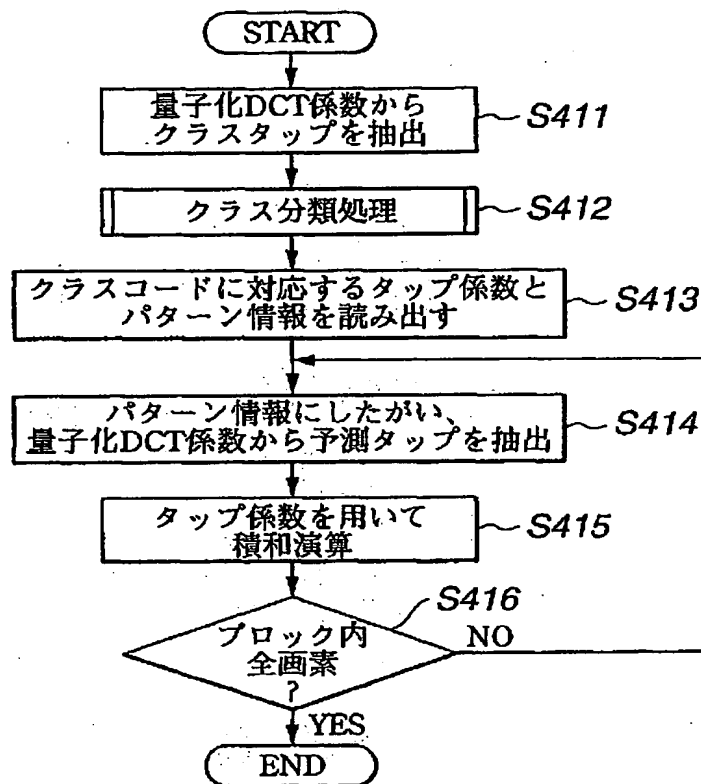 START
量子化DCT係数から
クラスタップを抽出
S411
クラス分類処理
S412
クラスコードに対応するタップ係数と
パターン情報を読み出す
S413
パターン情報にしたがい、
量子化DCT係数から予測タップを抽出
S414
タップ係数を用いて
積和演算
S415
S416
ブロック内
全画素
?
NO
YES
END